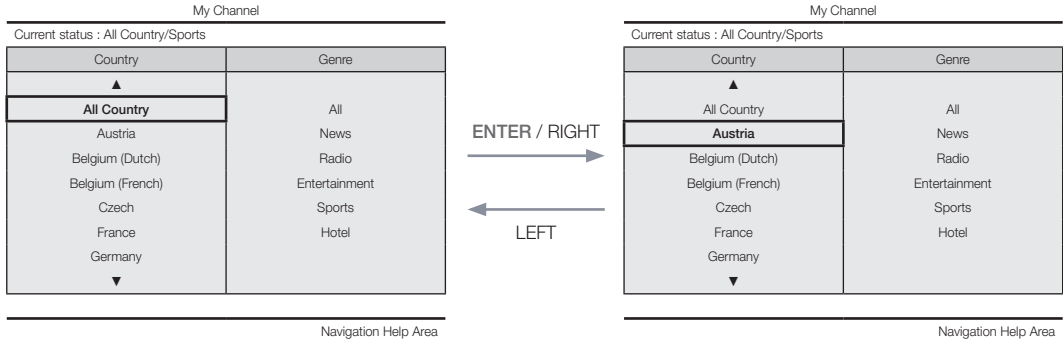 My Channel
Current status : All Country/Sports
Country Genre
▲
All Country All
Austria News
Belgium (Dutch) Radio
Belgium (French) Entertainment
Czech Sports
France Hotel
Germany
▼
Navigation Help Area
ENTER / RIGHT
LEFT
My Channel
Current status : All Country/Sports
Country Genre
▲
All Country All
Austria News
Belgium (Dutch) Radio
Belgium (French) Entertainment
Czech Sports
France Hotel
Germany
▼
Navigation Help Area